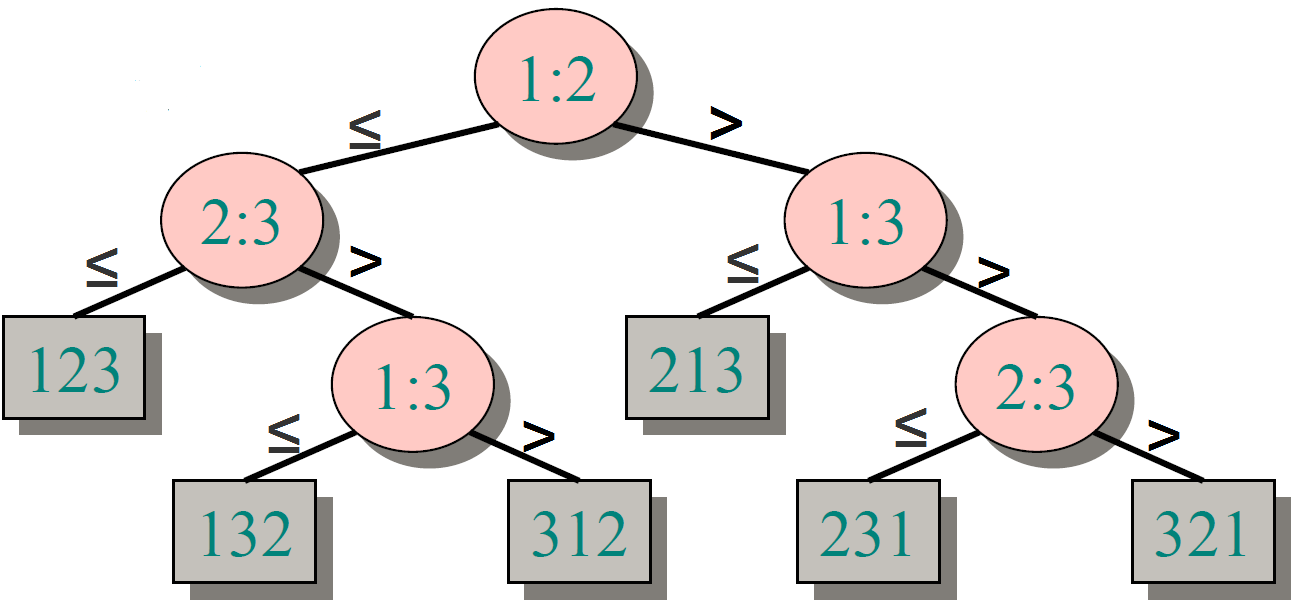 1:2
≤ >
2:3 1:3
≤ > ≤ >
123 1:3 213 2:3
≤ > ≤ >
132 312 231 321